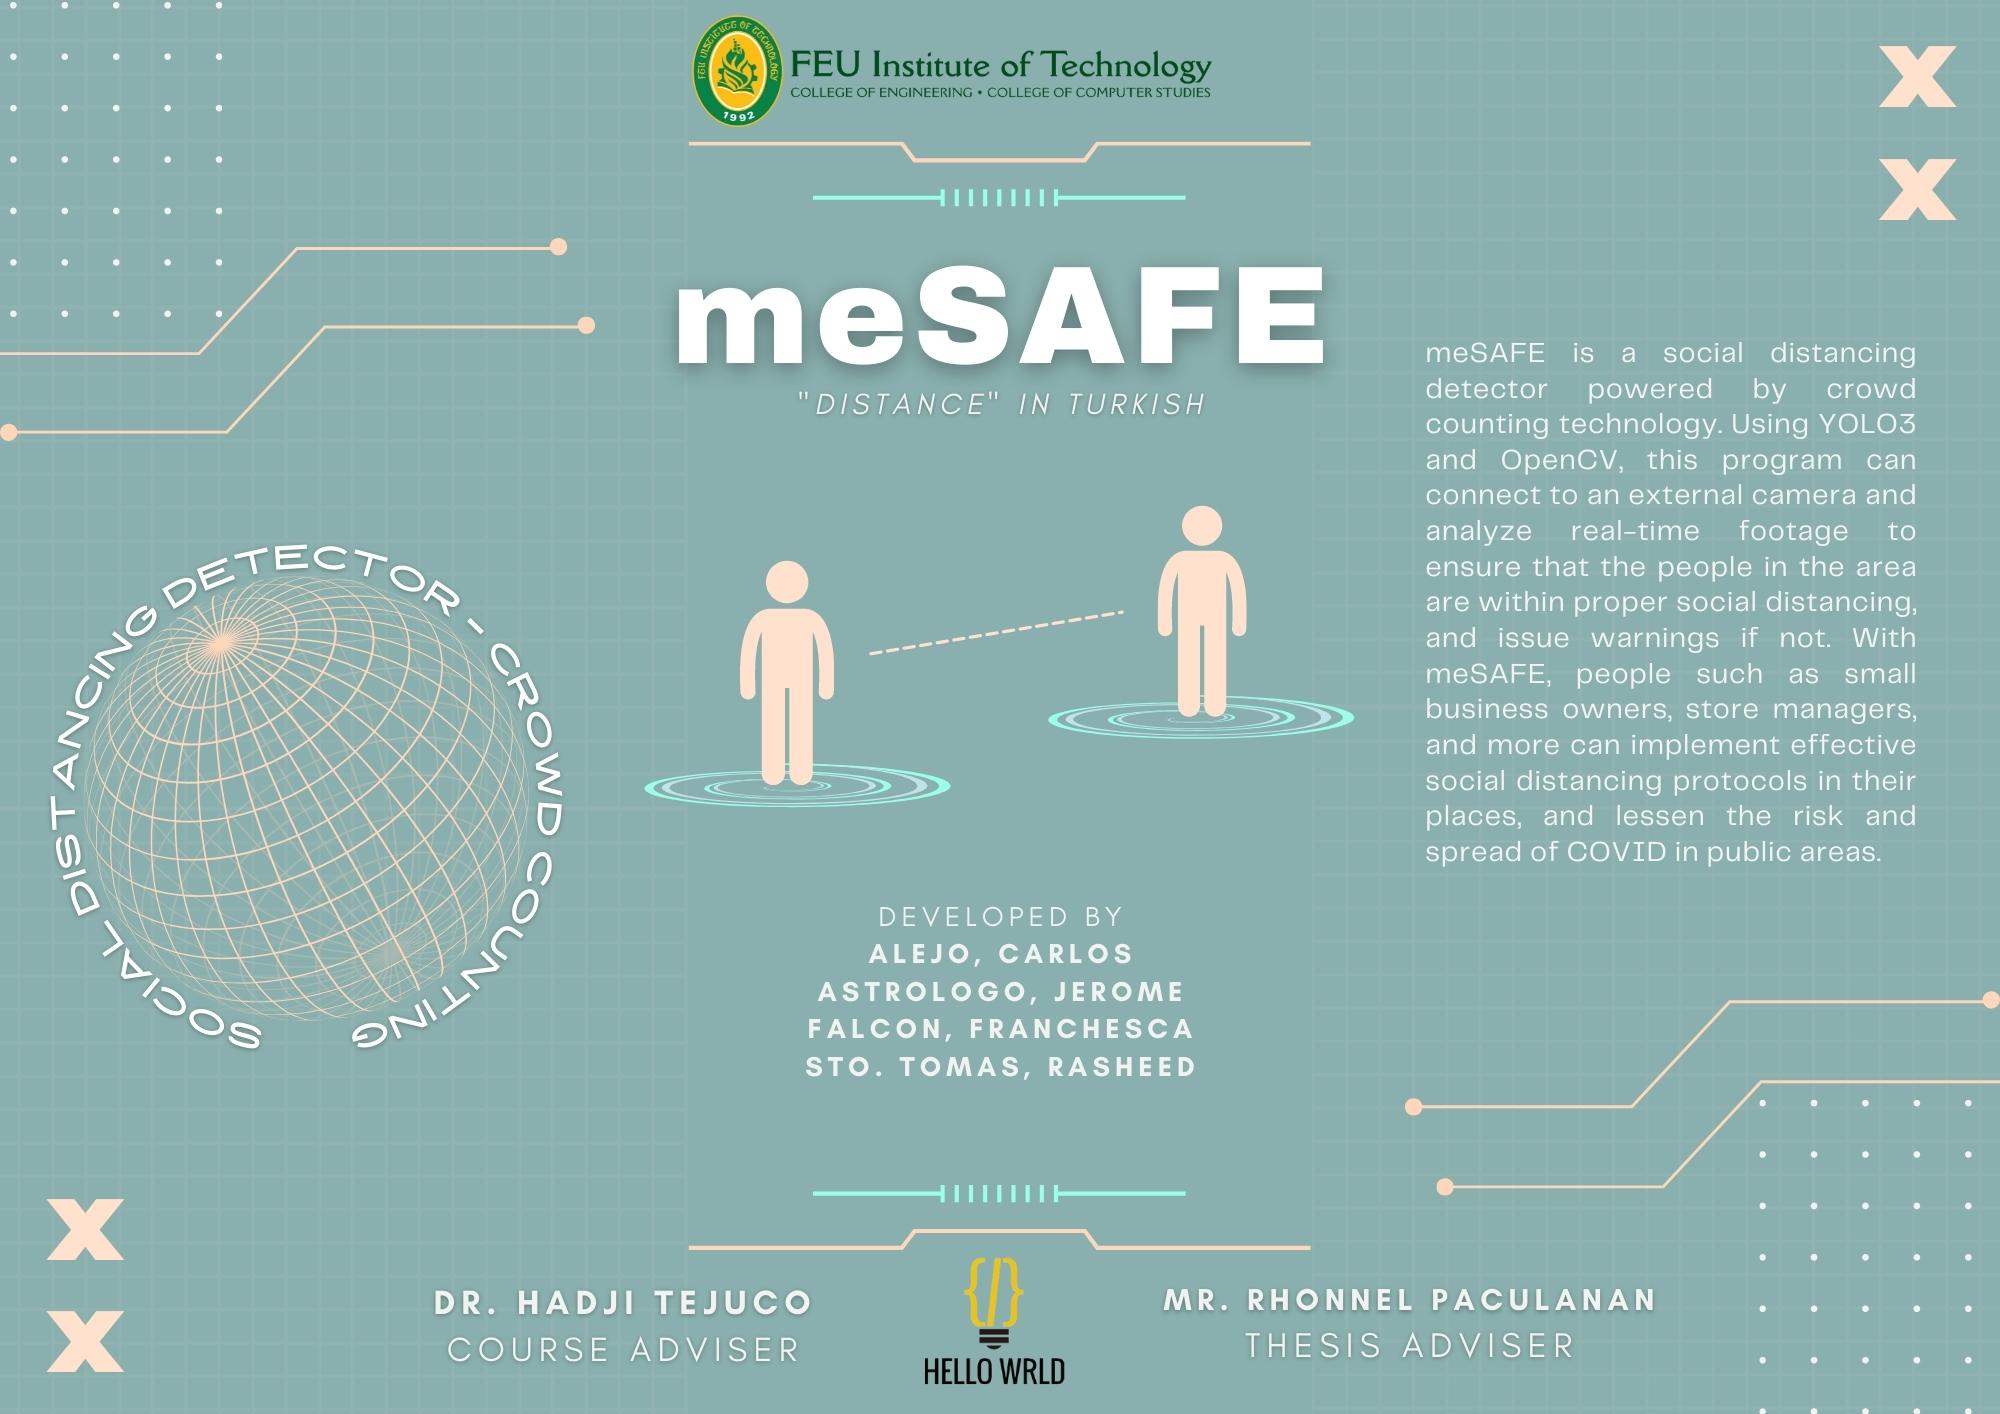 FEU INSTITUTE OF TECHNOLOGY
1992
FEU Institute of Technology
COLLEGE OF ENGINEERING • COLLEGE OF COMPUTER STUDIES
meSAFE
"DISTANCE" IN TURKISH
SOCIAL DISTANCING DETECTOR - CROWD COUNTING
meSAFE is a social distancing
detector powered by crowd
counting technology. Using YOLO3
and OpenCV, this program can
connect to an external camera and
analyze real-time footage to
ensure that the people in the area
are within proper social distancing,
and issue warnings if not. With
meSAFE, people such as small
business owners, store managers,
and more can implement effective
social distancing protocols in their
places, and lessen the risk and
spread of COVID in public areas.
DEVELOPED BY
ALEJO, CARLOS
ASTROLOGO, JEROME
FALCON, FRANCHESCA
STO. TOMAS, RASHEED
DR. HADJI TEJUCO
COURSE ADVISER
HELLO WRLD
MR. RHONNEL PACULANAN
THESIS ADVISER